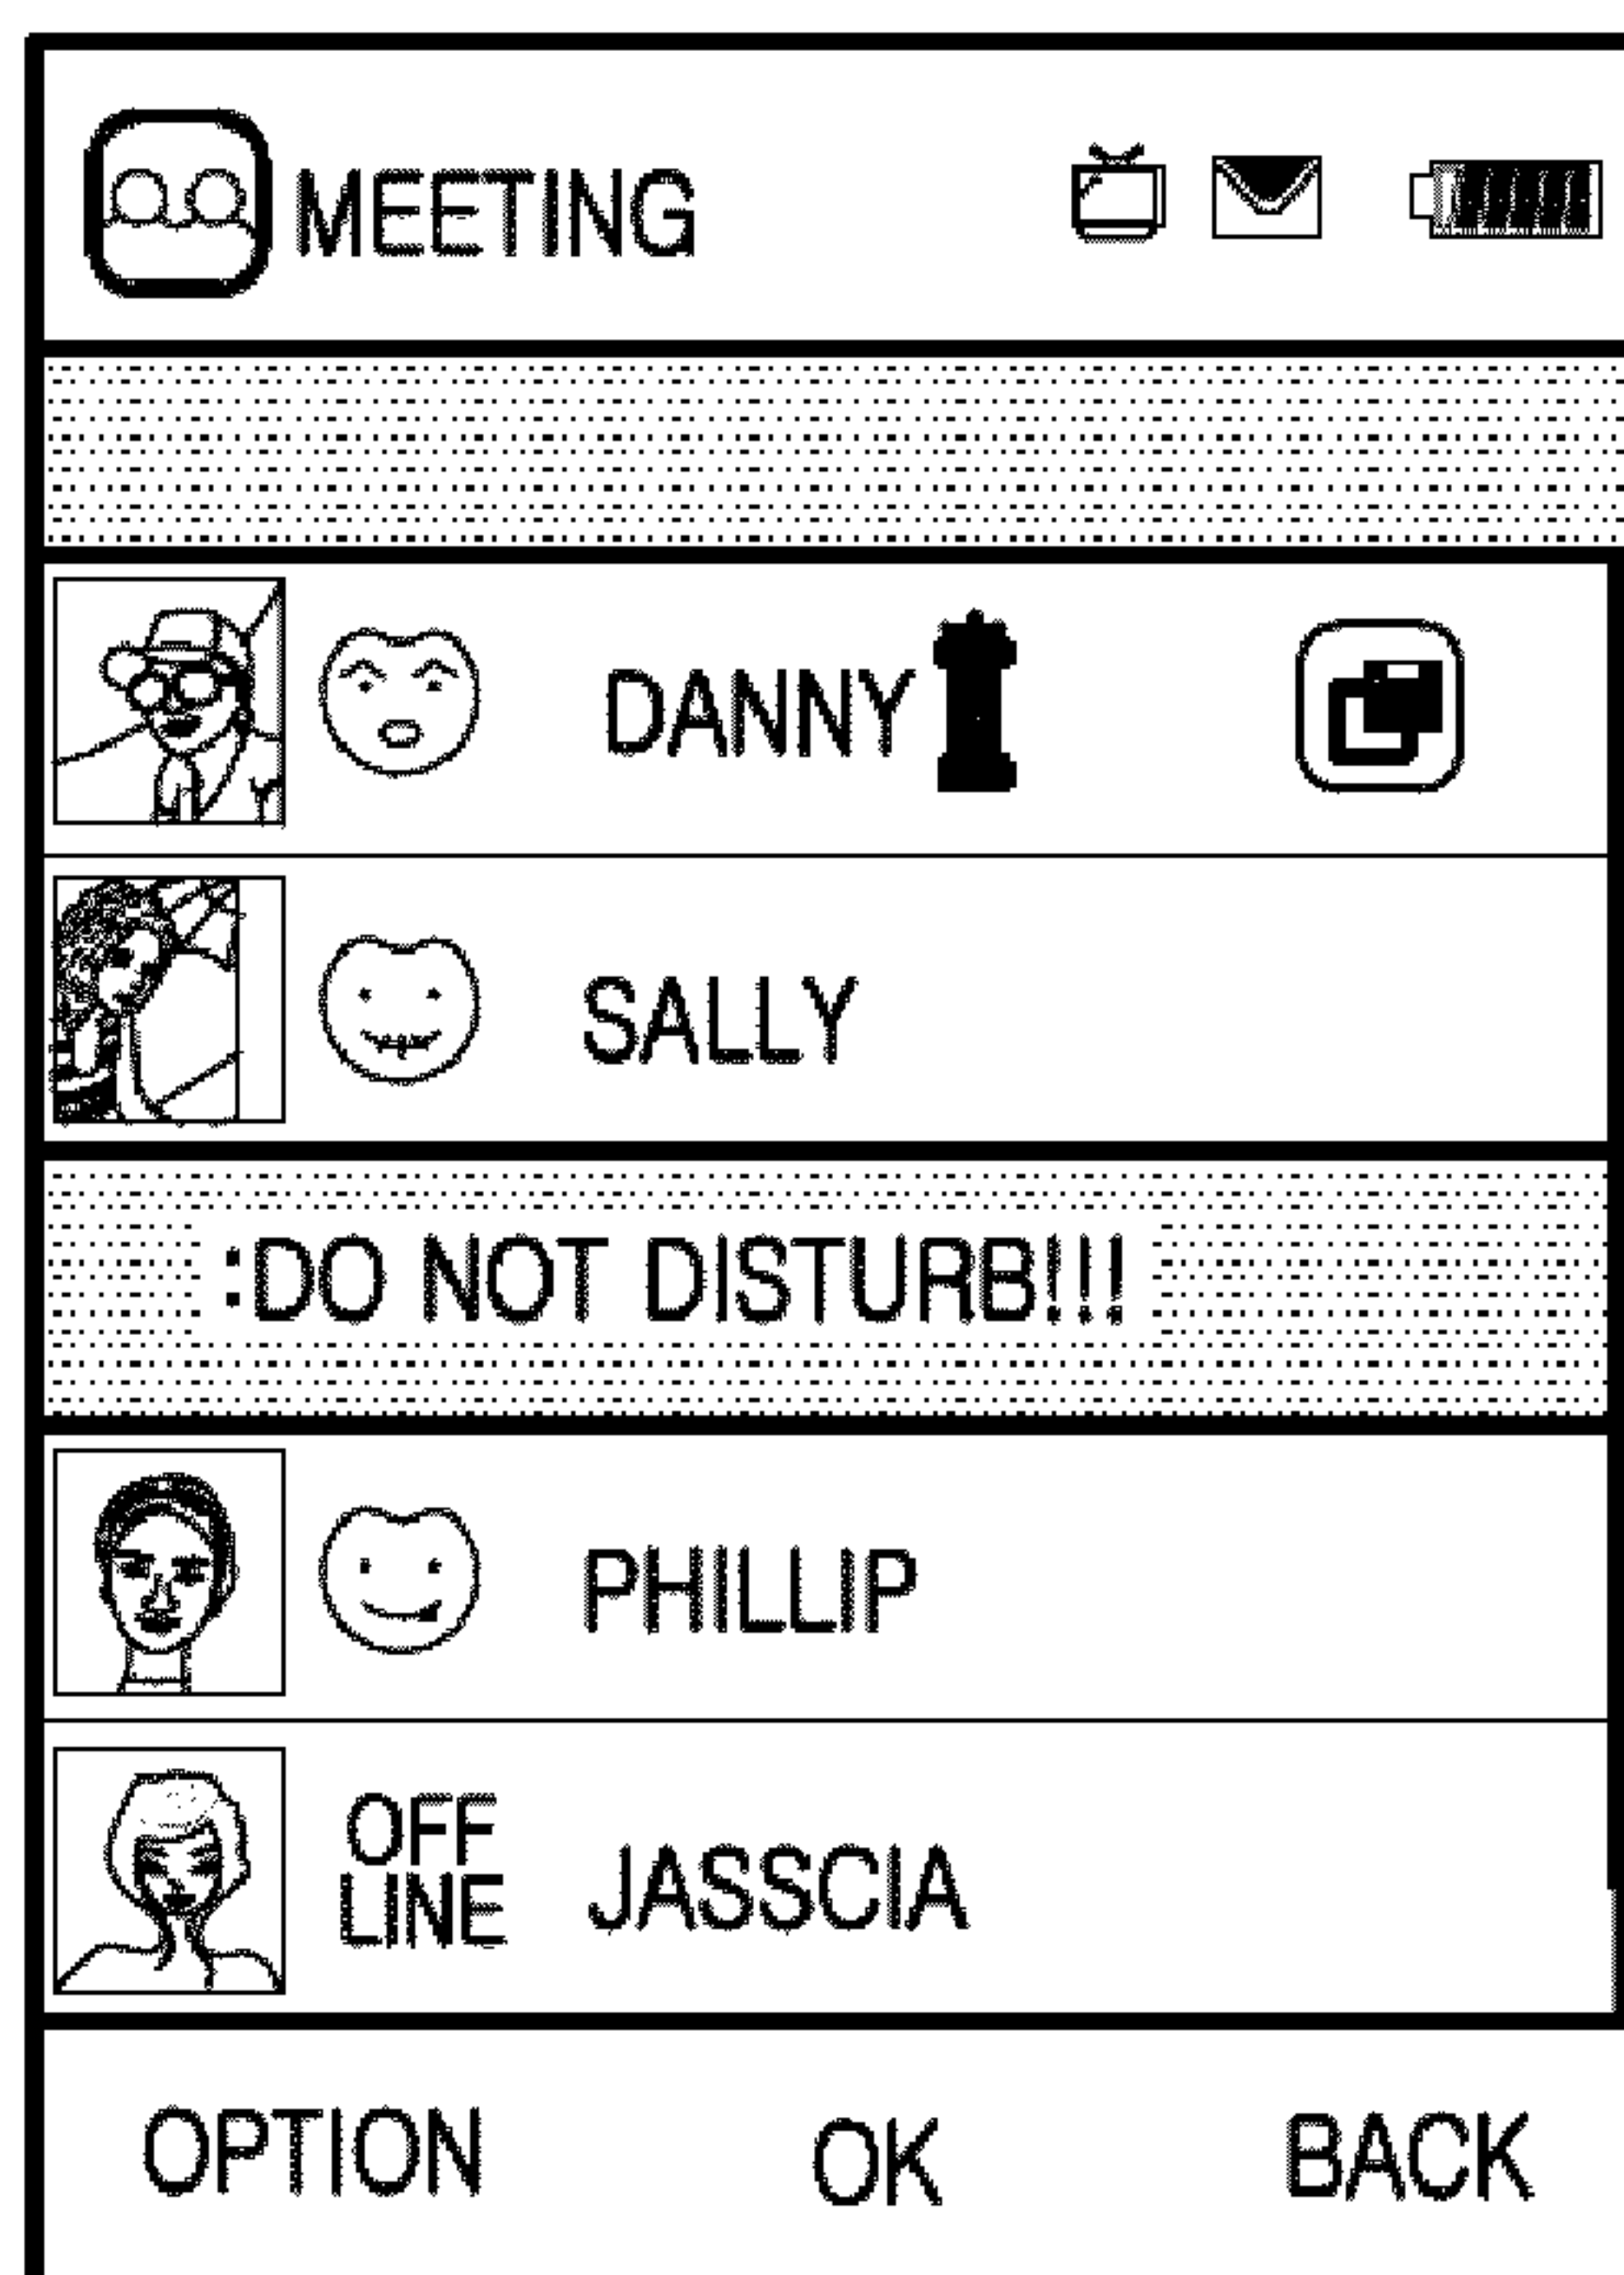 MEETING
DANNY
SALLY
:DO NOT DISTURB!!!
PHILLIP
OFF
LINE
JASSCIA
OPTION OK BACK